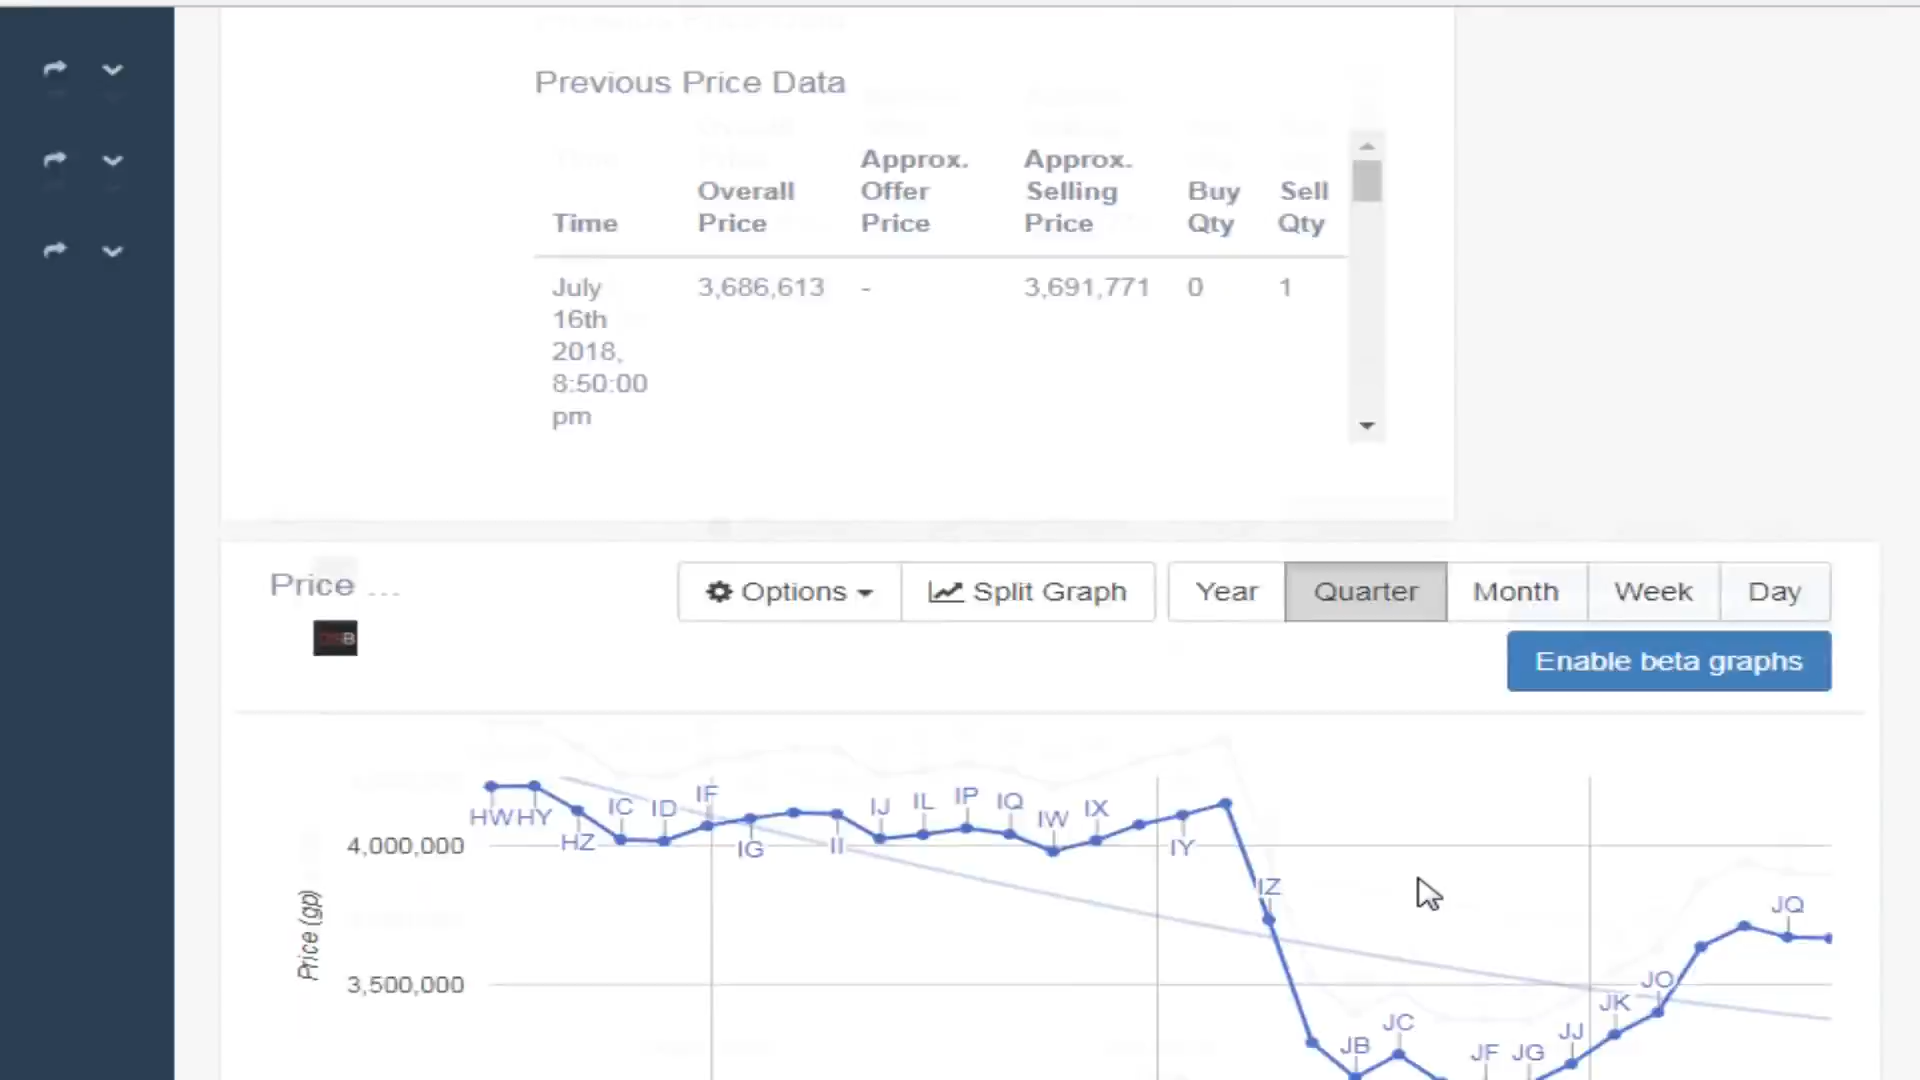 Previous Price Data
Time Overall Price Approx. Offer Price Approx. Selling Price Buy Qty Sell Qty
July 16th 2018, 8:50:00 pm 3,686,613 - 3,691,771 0 1
Price ...
Options Split Graph Year Quarter Month Week Day
Enable beta graphs
HW HY HZ IC ID IF IG II IJ IL IP IQ IW IX IY IZ JB JC JF JG JJ JK JO JQ
4,000,000
3,500,000
Price (gp)